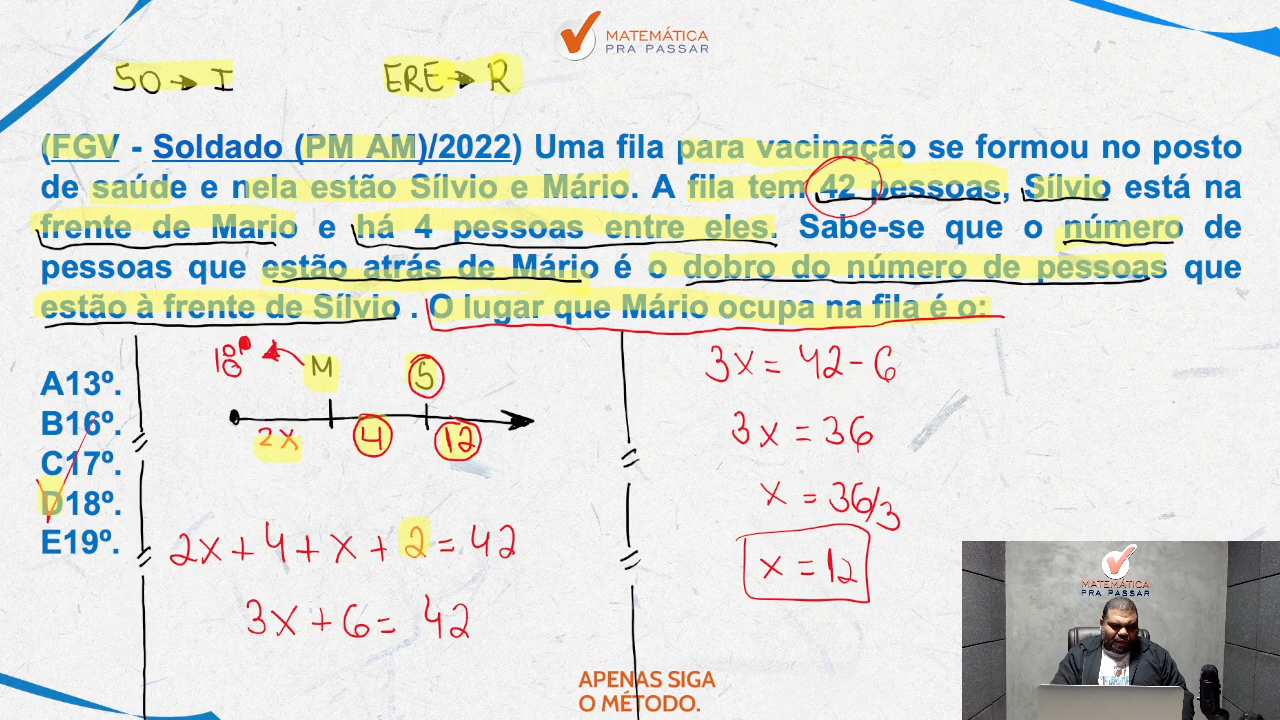 MATEMÁTICA
PRA PASSAR
SO → I
ERE → R
(FGV - Soldado (PM AM)/2022) Uma fila para vacinação se formou no posto
de saúde e nela estão Sílvio e Mário. A fila tem 42 pessoas, Sílvio está na
frente de Mario e há 4 pessoas entre eles. Sabe-se que o número de
pessoas que estão atrás de Mário é o dobro do número de pessoas que
estão à frente de Sílvio . O lugar que Mário ocupa na fila é o:
A13º.
B16º.
C17º.
D18º.
E19º.
18º
M
S
2x
4
12
2x + 4 + x + 2 = 42
3x + 6 = 42
3x = 42 - 6
3x = 36
x = 36/3
x = 12
MATEMÁTICA
PRA PASSAR
APENAS SIGA
O MÉTODO.